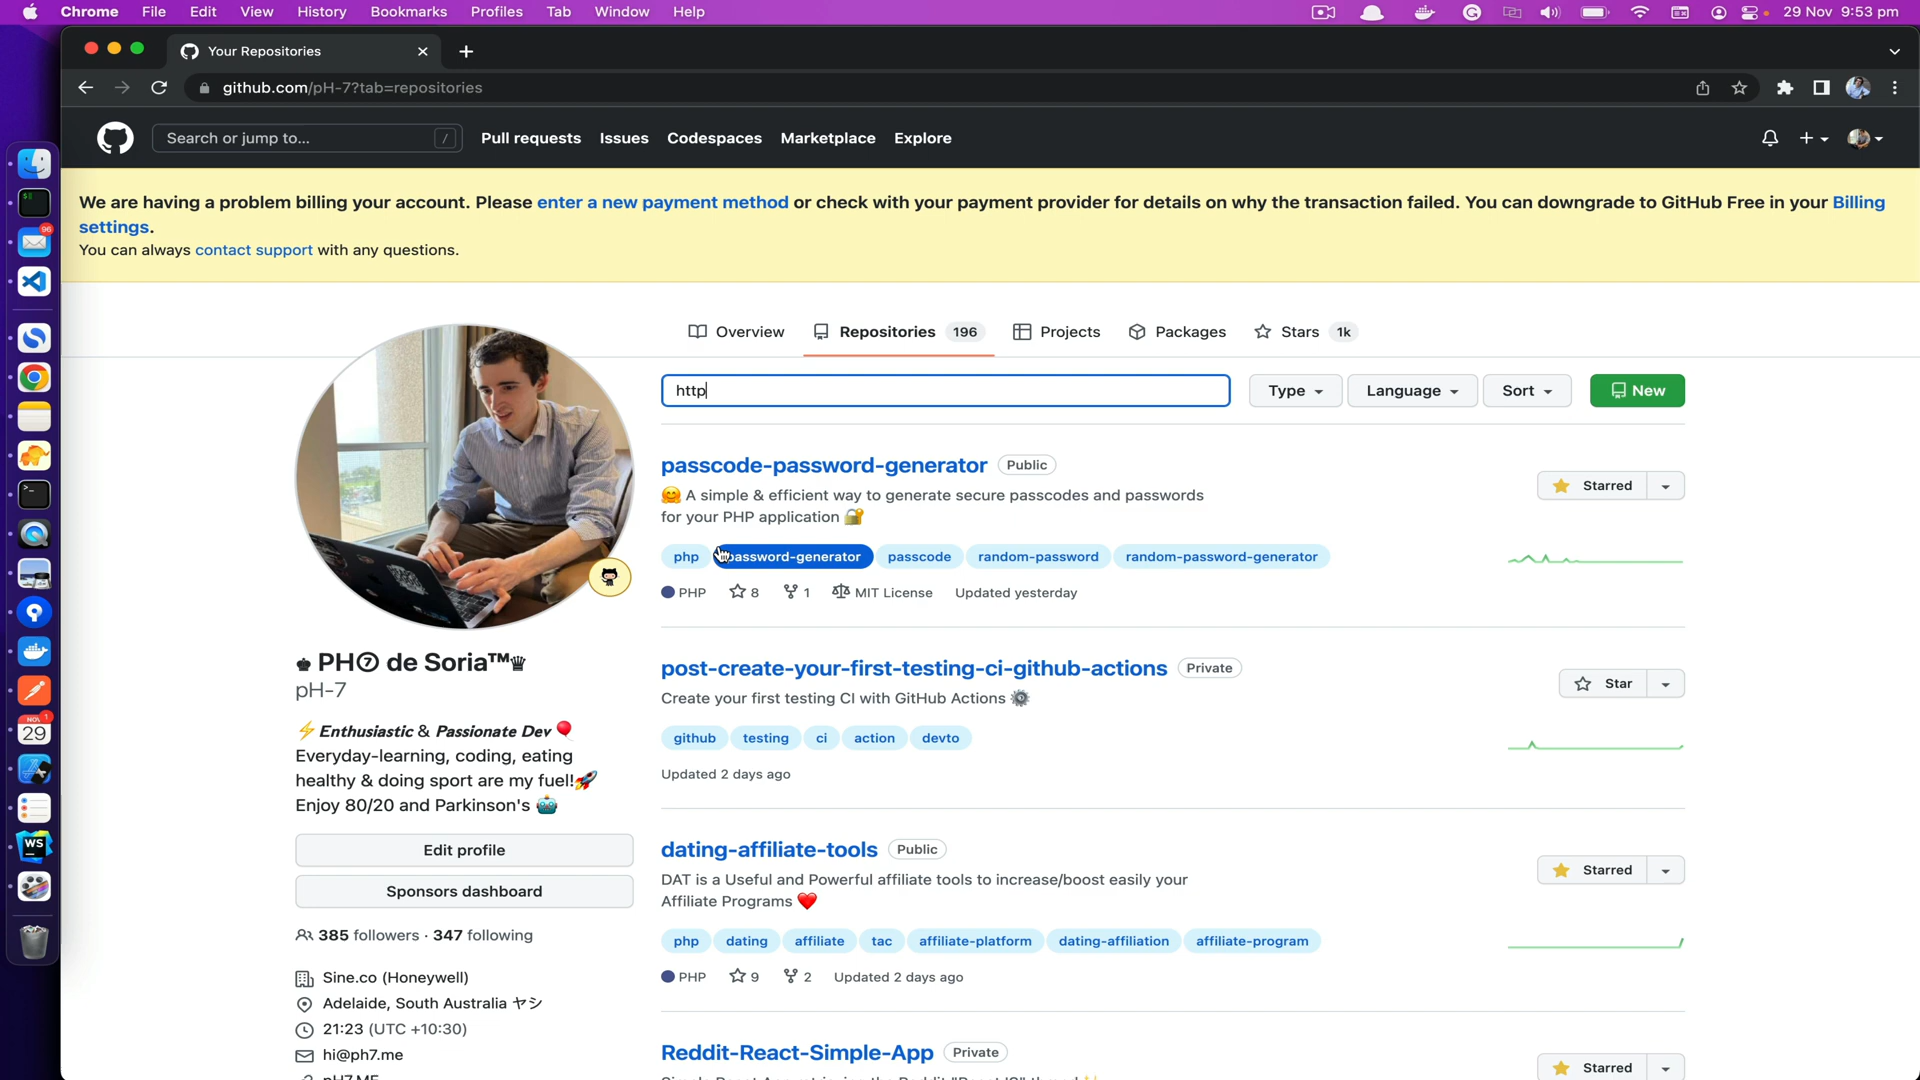 Chrome File Edit View History Bookmarks Profiles Tab Window Help 29 Nov 9:53 pm
Your Repositories
github.com/pH-7?tab=repositories
Search or jump to... / Pull requests Issues Codespaces Marketplace Explore
We are having a problem billing your account. Please enter a new payment method or check with your payment provider for details on why the transaction failed. You can downgrade to GitHub Free in your Billing
settings.
You can always contact support with any questions.
Overview Repositories 196 Projects Packages Stars 1k
http Type Language Sort New
passcode-password-generator Public
Starred
🤗 A simple & efficient way to generate secure passcodes and passwords
for your PHP application 🔐
php password-generator passcode random-password random-password-generator
PHP 8 1 MIT License Updated yesterday
post-create-your-first-testing-ci-github-actions Private
Star
Create your first testing CI with GitHub Actions ⚙️
github testing ci action devto
Updated 2 days ago
dating-affiliate-tools Public
Starred
DAT is a Useful and Powerful affiliate tools to increase/boost easily your
Affiliate Programs ❤️
php dating affiliate tac affiliate-platform dating-affiliation affiliate-program
PHP 9 2 Updated 2 days ago
Reddit-React-Simple-App Private
Starred
♚ PH⑦ de Soria™♛
pH-7
⚡ Enthusiastic & Passionate Dev 🎈
Everyday-learning, coding, eating
healthy & doing sport are my fuel!🚀
Enjoy 80/20 and Parkinson's 🤖
Edit profile
Sponsors dashboard
385 followers · 347 following
Sine.co (Honeywell)
Adelaide, South Australia ヤシ
21:23 (UTC +10:30)
hi@ph7.me
pH7.ME
96
NOV 1
29
WS